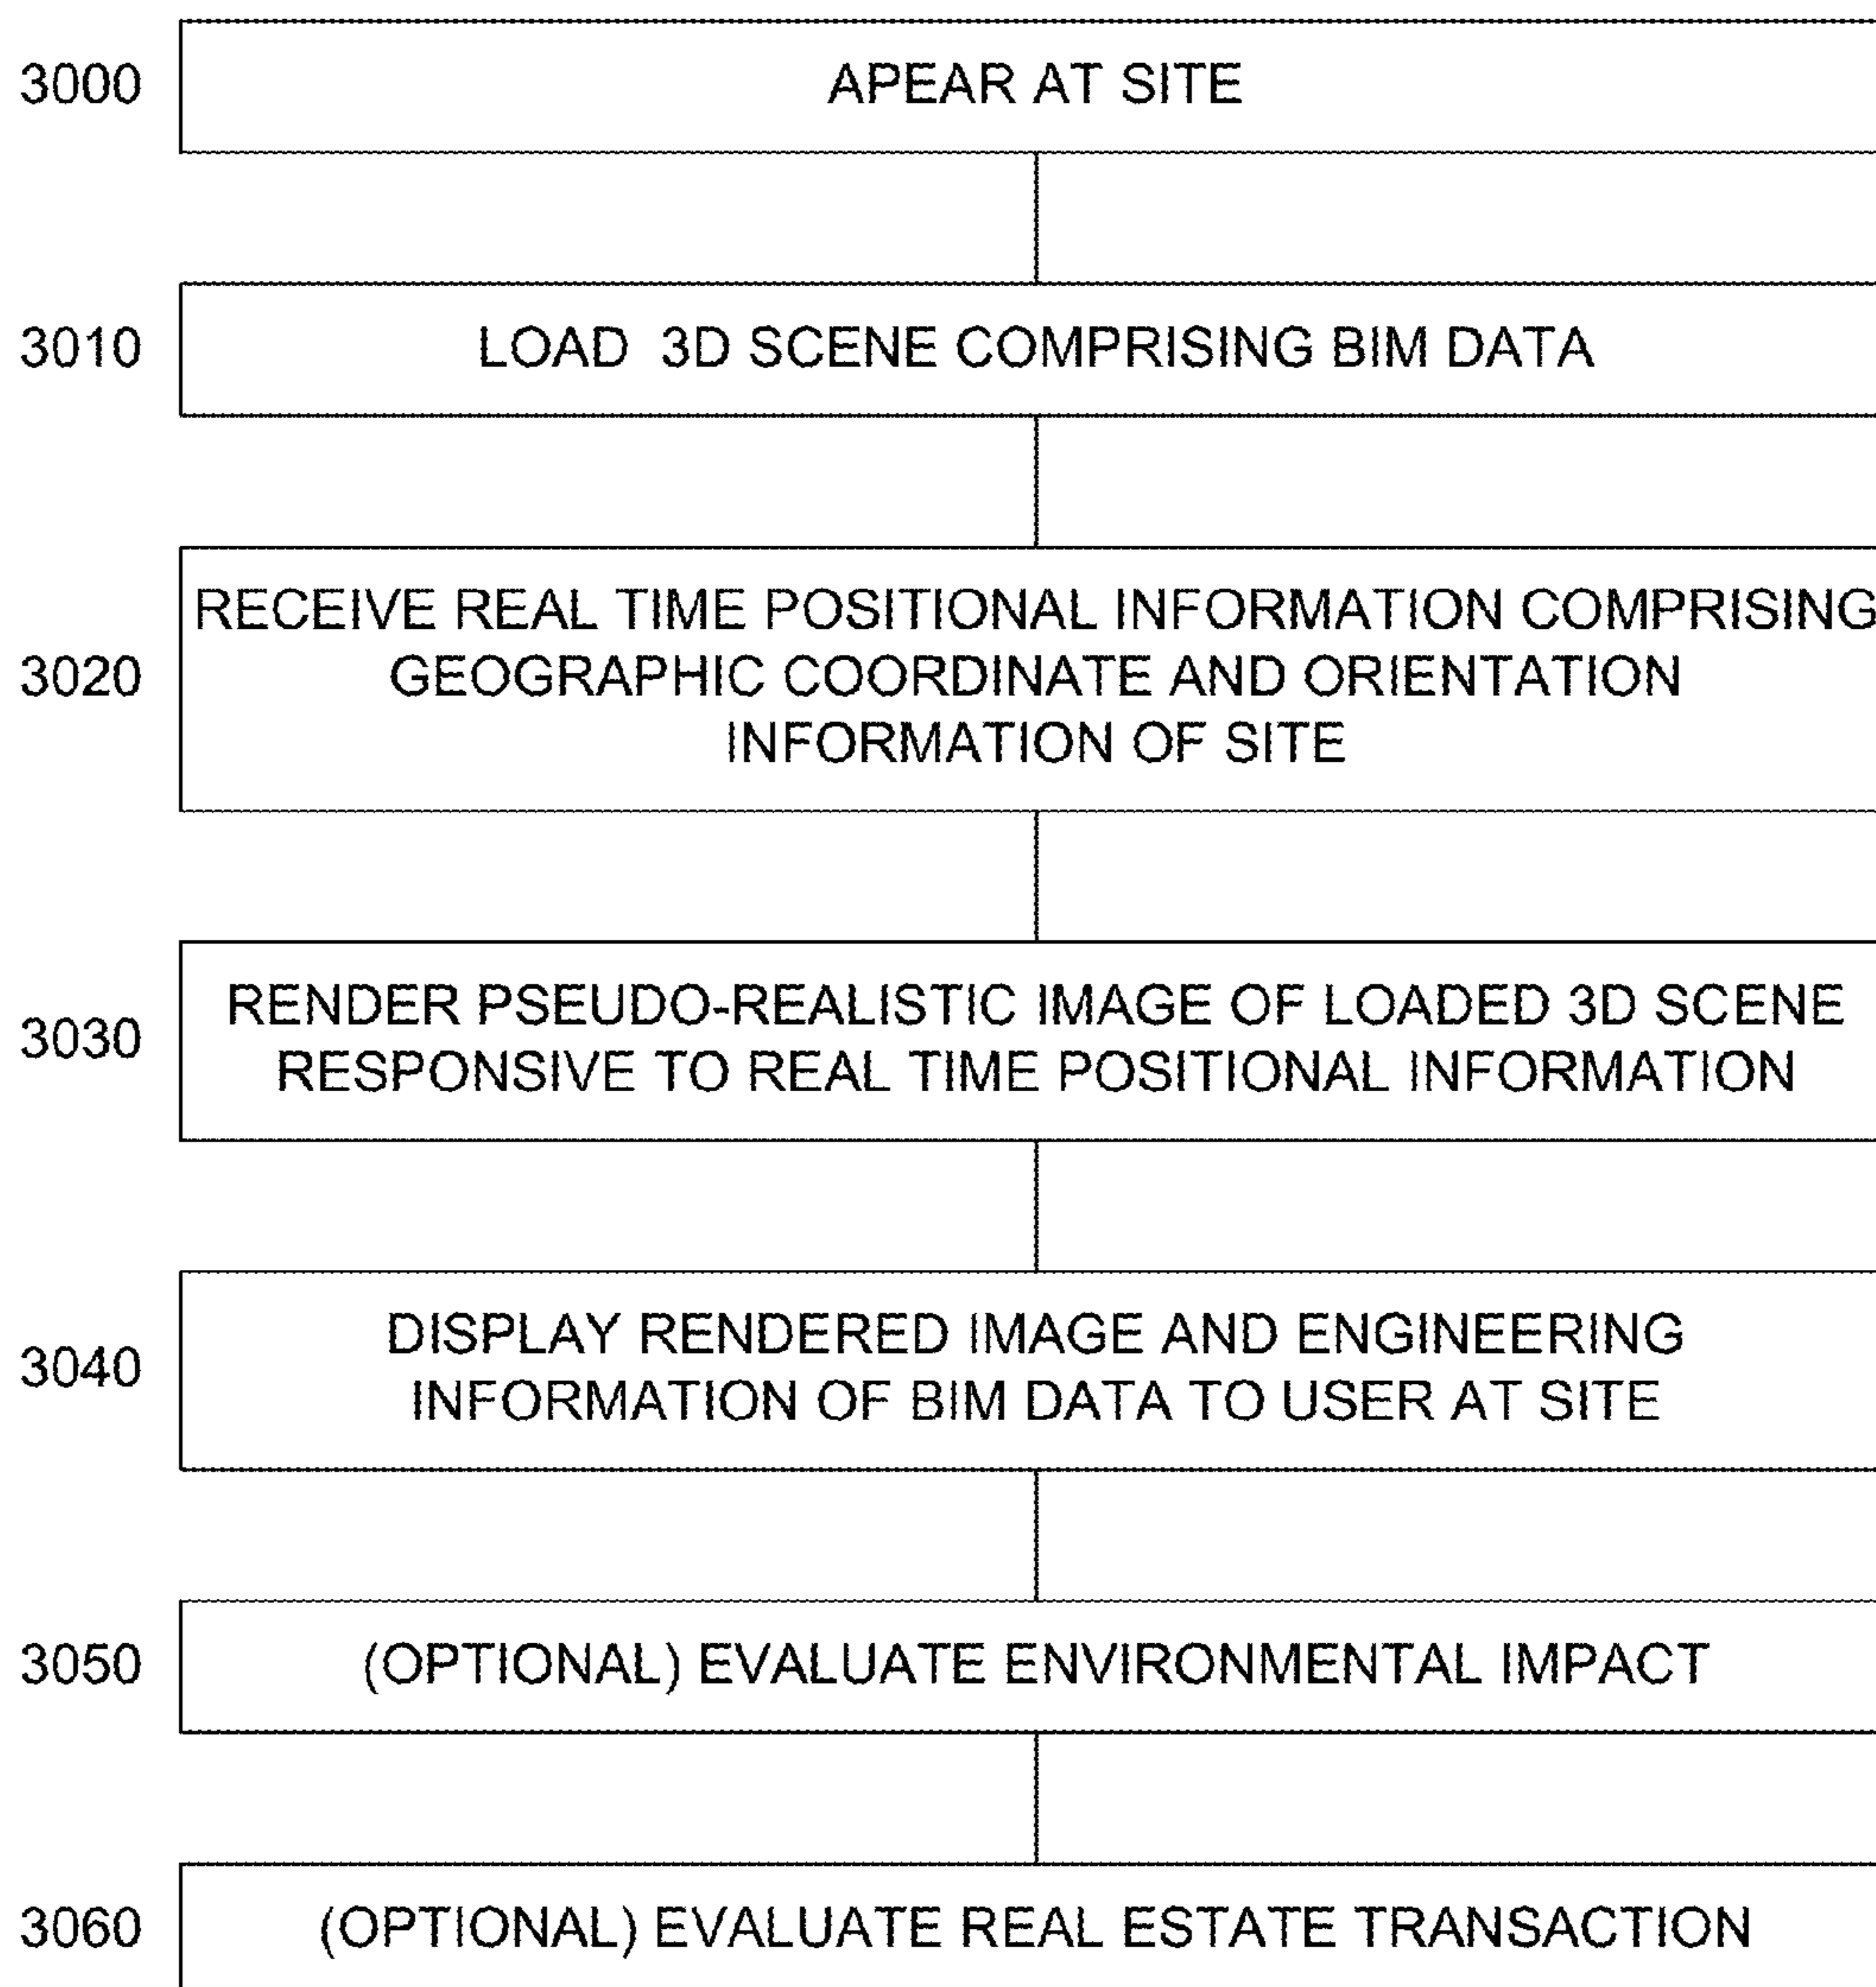 3000 APEAR AT SITE
3010 LOAD 3D SCENE COMPRISING BIM DATA
RECEIVE REAL TIME POSITIONAL INFORMATION COMPRISING
3020 GEOGRAPHIC COORDINATE AND ORIENTATION
INFORMATION OF SITE
RENDER PSEUDO-REALISTIC IMAGE OF LOADED 3D SCENE
3030
RESPONSIVE TO REAL TIME POSITIONAL INFORMATION
DISPLAY RENDERED IMAGE AND ENGINEERING
3040
INFORMATION OF BIM DATA TO USER AT SITE
3050 (OPTIONAL) EVALUATE ENVIRONMENTAL IMPACT
3060 (OPTIONAL) EVALUATE REAL ESTATE TRANSACTION